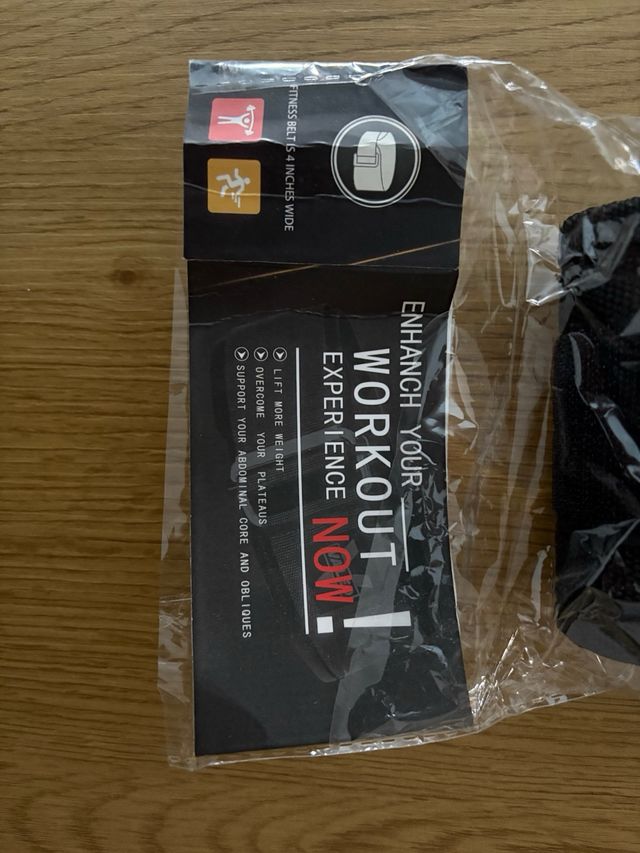 FITNESS BELT IS 4 INCHES WIDE
ENHANCH YOUR
WORKOUT
EXPERIENCE NOW!
LIFT MORE WEIGHT
OVERCOME YOUR PLATEAUS
SUPPORT YOUR ABDOMINAL CORE AND OBLIQUES